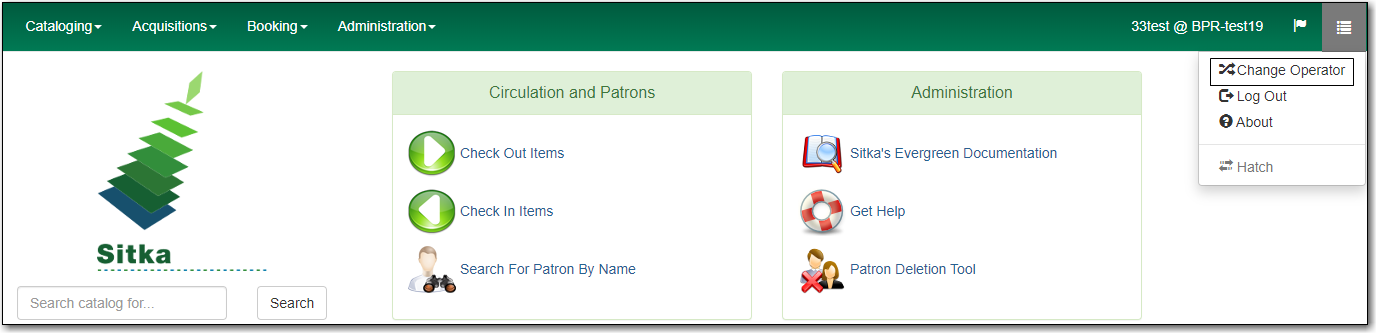 Cataloging Acquisitions Booking Administration 33test @ BPR-test19
Change Operator
Log Out
About
Hatch
Sitka
Search catalog for... Search
Circulation and Patrons
Check Out Items
Check In Items
Search For Patron By Name
Administration
Sitka's Evergreen Documentation
Get Help
Patron Deletion Tool